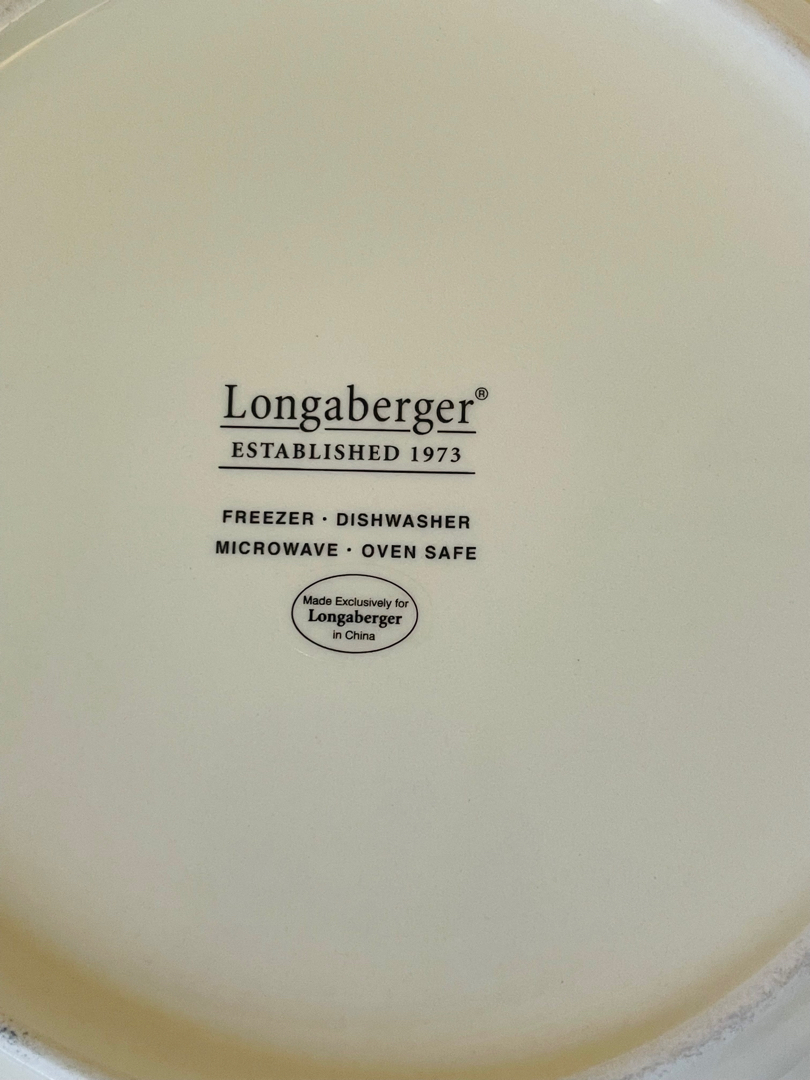 Longaberger®
ESTABLISHED 1973
FREEZER · DISHWASHER
MICROWAVE · OVEN SAFE
Made Exclusively for
Longaberger
in China